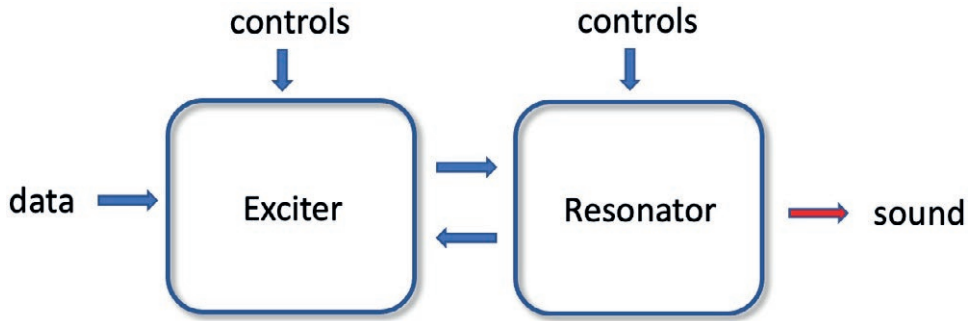 controls
controls
data
Exciter
Resonator
sound